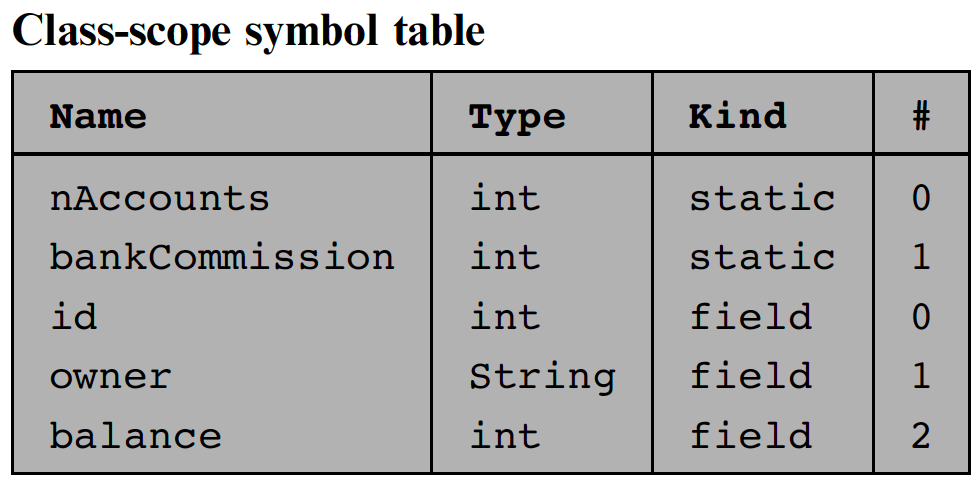 Class-scope symbol table
Name Type Kind #
nAccounts int static 0
bankCommission int static 1
id int field 0
owner String field 1
balance int field 2